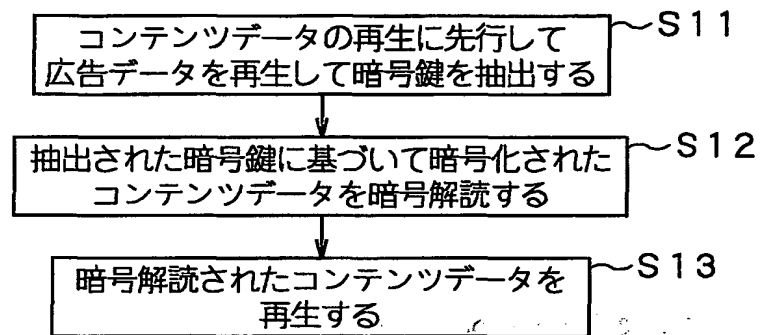 コンテンツデータの再生に先行して
広告データを再生して暗号鍵を抽出する
S11
抽出された暗号鍵に基づいて暗号化された
コンテンツデータを暗号解読する
S12
暗号解読されたコンテンツデータを
再生する
S13